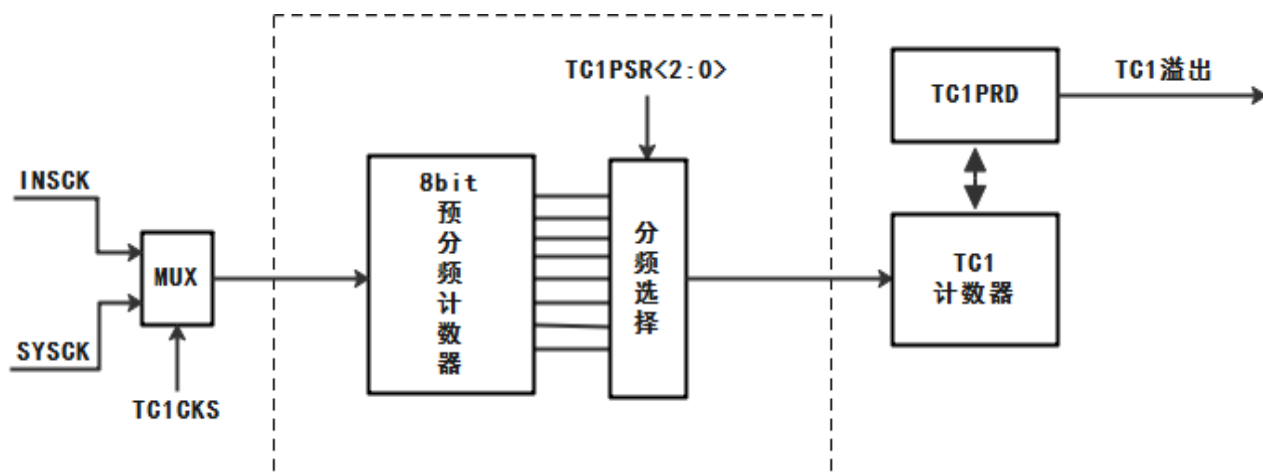 INSCK
SYSCK
MUX
TC1CKS
8bit
预
分
频
计
数
器
TC1PSR<2:0>
分
频
选
择
TC1PRD
TC1溢出
TC1
计数器